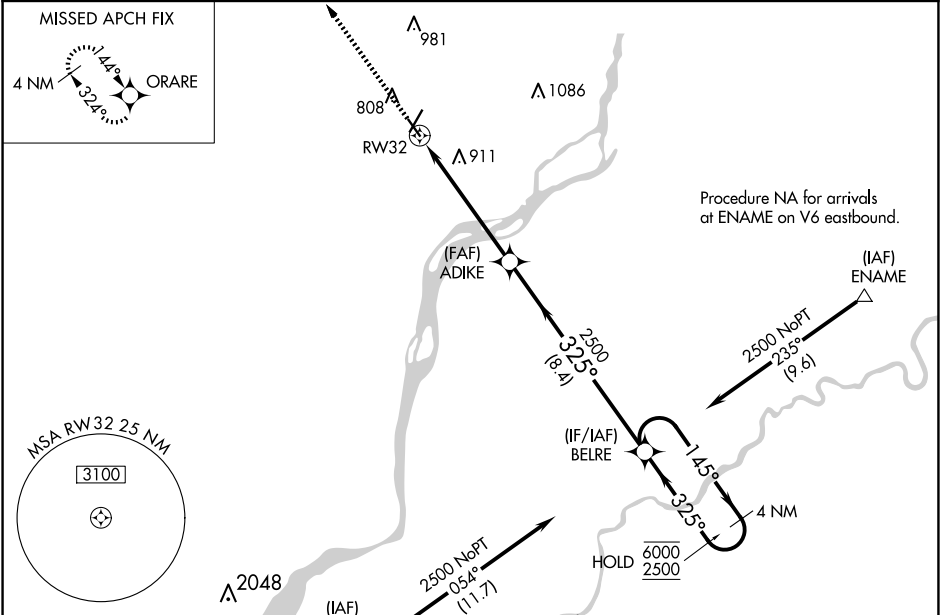 MISSED APCH FIX
4 NM
144°
324°
ORARE
981
808
1086
RW32
911
Procedure NA for arrivals
at ENAME on V6 eastbound.
(FAF)
ADIKE
(IAF)
ENAME
2500 NoPT
235°
(9.6)
2500
325°
(8.4)
(IF/IAF)
BELRE
145°
325°
4 NM
HOLD
6000
2500
MSA RW32 25 NM
3100
2048
2500 NoPT
054°
(11.7)
(IAF)